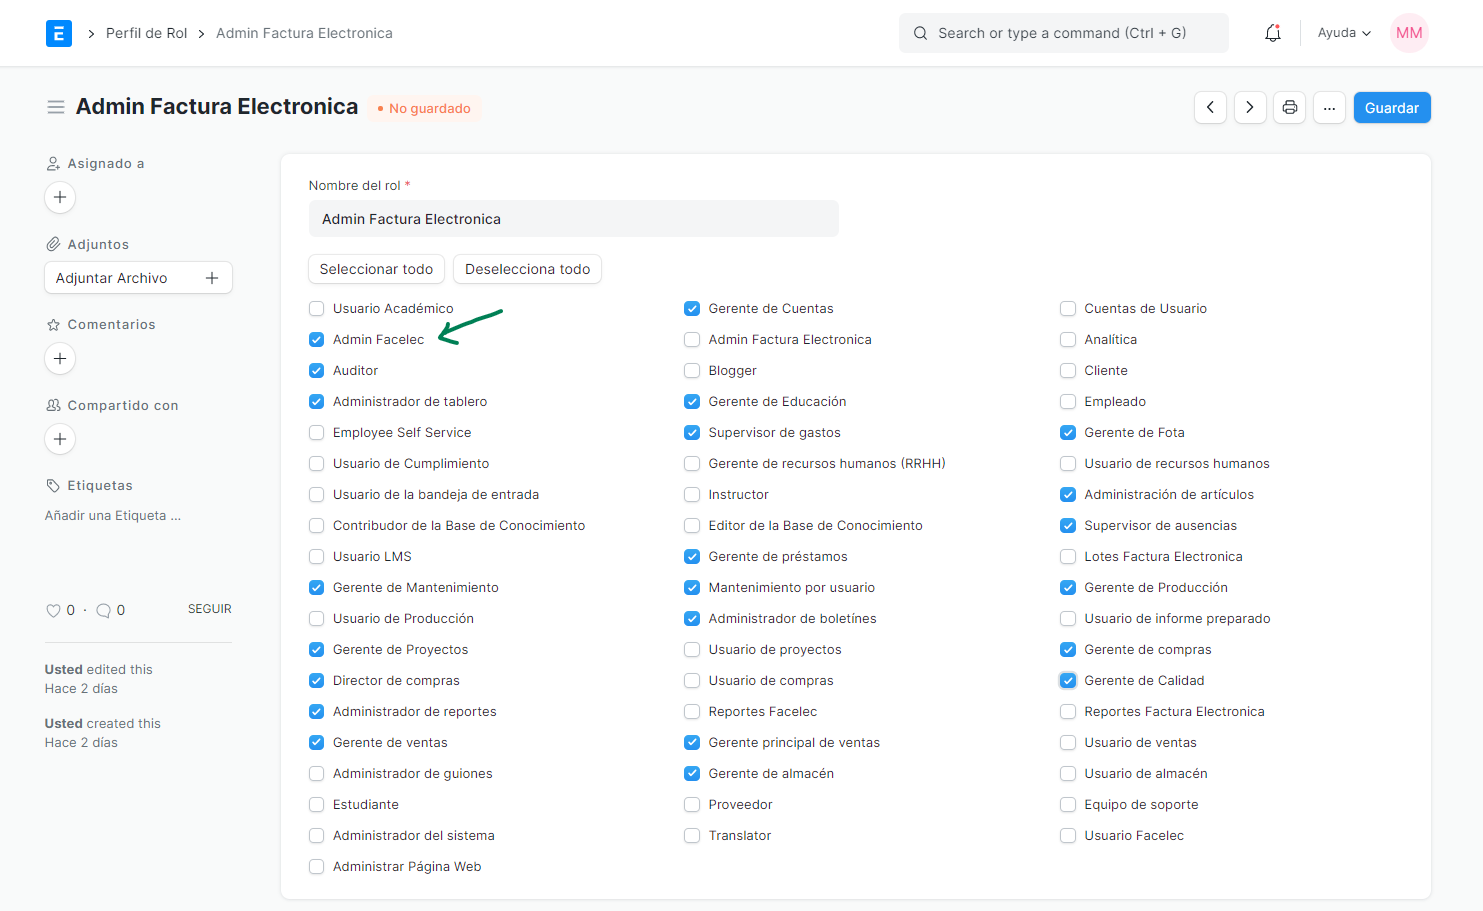 E
Perfil de Rol
Admin Factura Electronica
Search or type a command (Ctrl + G)
Ayuda
MM
Admin Factura Electronica
No guardado
...
Guardar
Asignado a
Adjuntos
Adjuntar Archivo
Comentarios
Compartido con
Etiquetas
Añadir una Etiqueta ...
0 · 0
SEGUIR
Usted edited this
Hace 2 días
Usted created this
Hace 2 días
Nombre del rol *
Admin Factura Electronica
Seleccionar todo
Deselecciona todo
Usuario Académico
Gerente de Cuentas
Cuentas de Usuario
Admin Facelec
Admin Factura Electronica
Analítica
Auditor
Blogger
Cliente
Administrador de tablero
Gerente de Educación
Empleado
Employee Self Service
Supervisor de gastos
Gerente de Fota
Usuario de Cumplimiento
Gerente de recursos humanos (RRHH)
Usuario de recursos humanos
Usuario de la bandeja de entrada
Instructor
Administración de artículos
Contribudor de la Base de Conocimiento
Editor de la Base de Conocimiento
Supervisor de ausencias
Usuario LMS
Gerente de préstamos
Lotes Factura Electronica
Gerente de Mantenimiento
Mantenimiento por usuario
Gerente de Producción
Usuario de Producción
Administrador de boletínes
Usuario de informe preparado
Gerente de Proyectos
Usuario de proyectos
Gerente de compras
Director de compras
Usuario de compras
Gerente de Calidad
Administrador de reportes
Reportes Facelec
Reportes Factura Electronica
Gerente de ventas
Gerente principal de ventas
Usuario de ventas
Administrador de guiones
Gerente de almacén
Usuario de almacén
Estudiante
Proveedor
Equipo de soporte
Administrador del sistema
Translator
Usuario Facelec
Administrar Página Web